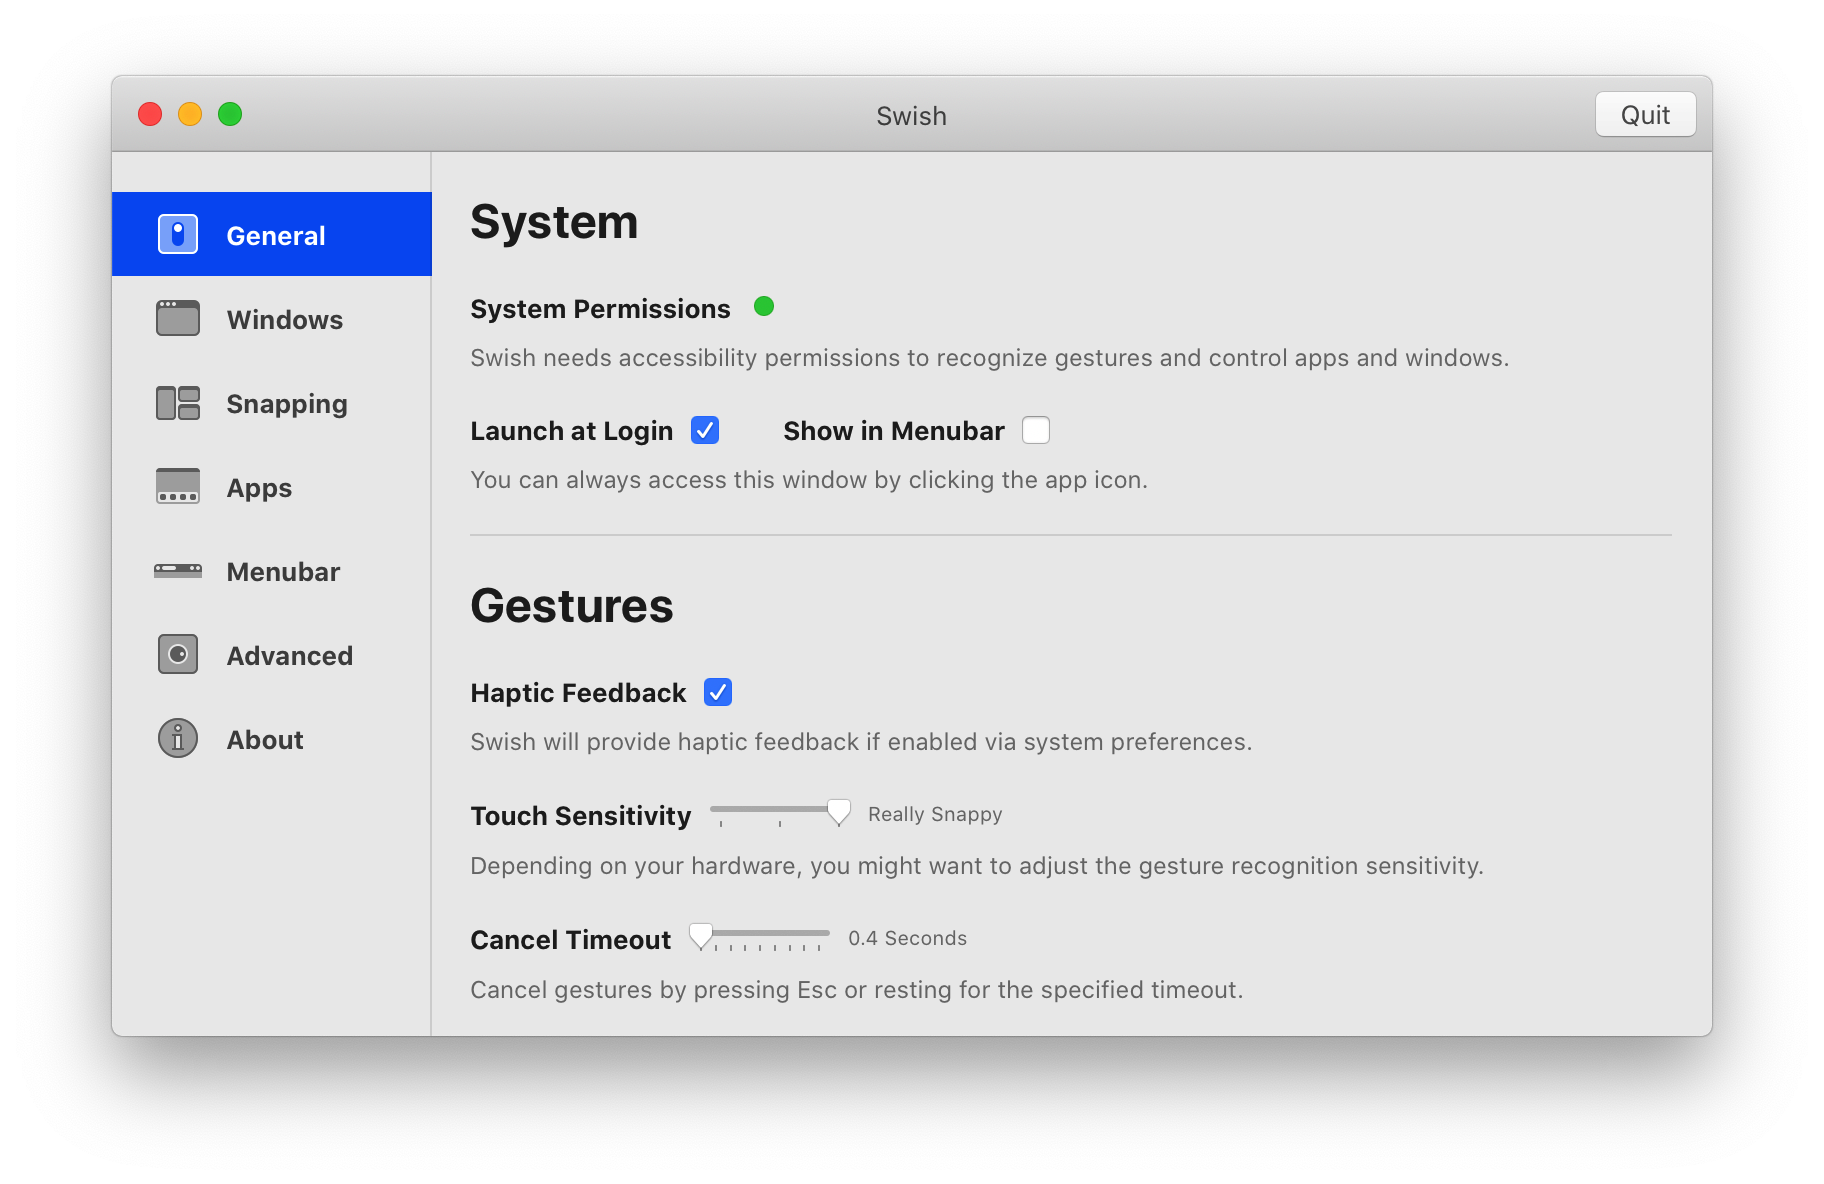 Swish
Quit
General
Windows
Snapping
Apps
Menubar
Advanced
About
System
System Permissions
Swish needs accessibility permissions to recognize gestures and control apps and windows.
Launch at Login Show in Menubar
You can always access this window by clicking the app icon.
Gestures
Haptic Feedback
Swish will provide haptic feedback if enabled via system preferences.
Touch Sensitivity Really Snappy
Depending on your hardware, you might want to adjust the gesture recognition sensitivity.
Cancel Timeout 0.4 Seconds
Cancel gestures by pressing Esc or resting for the specified timeout.